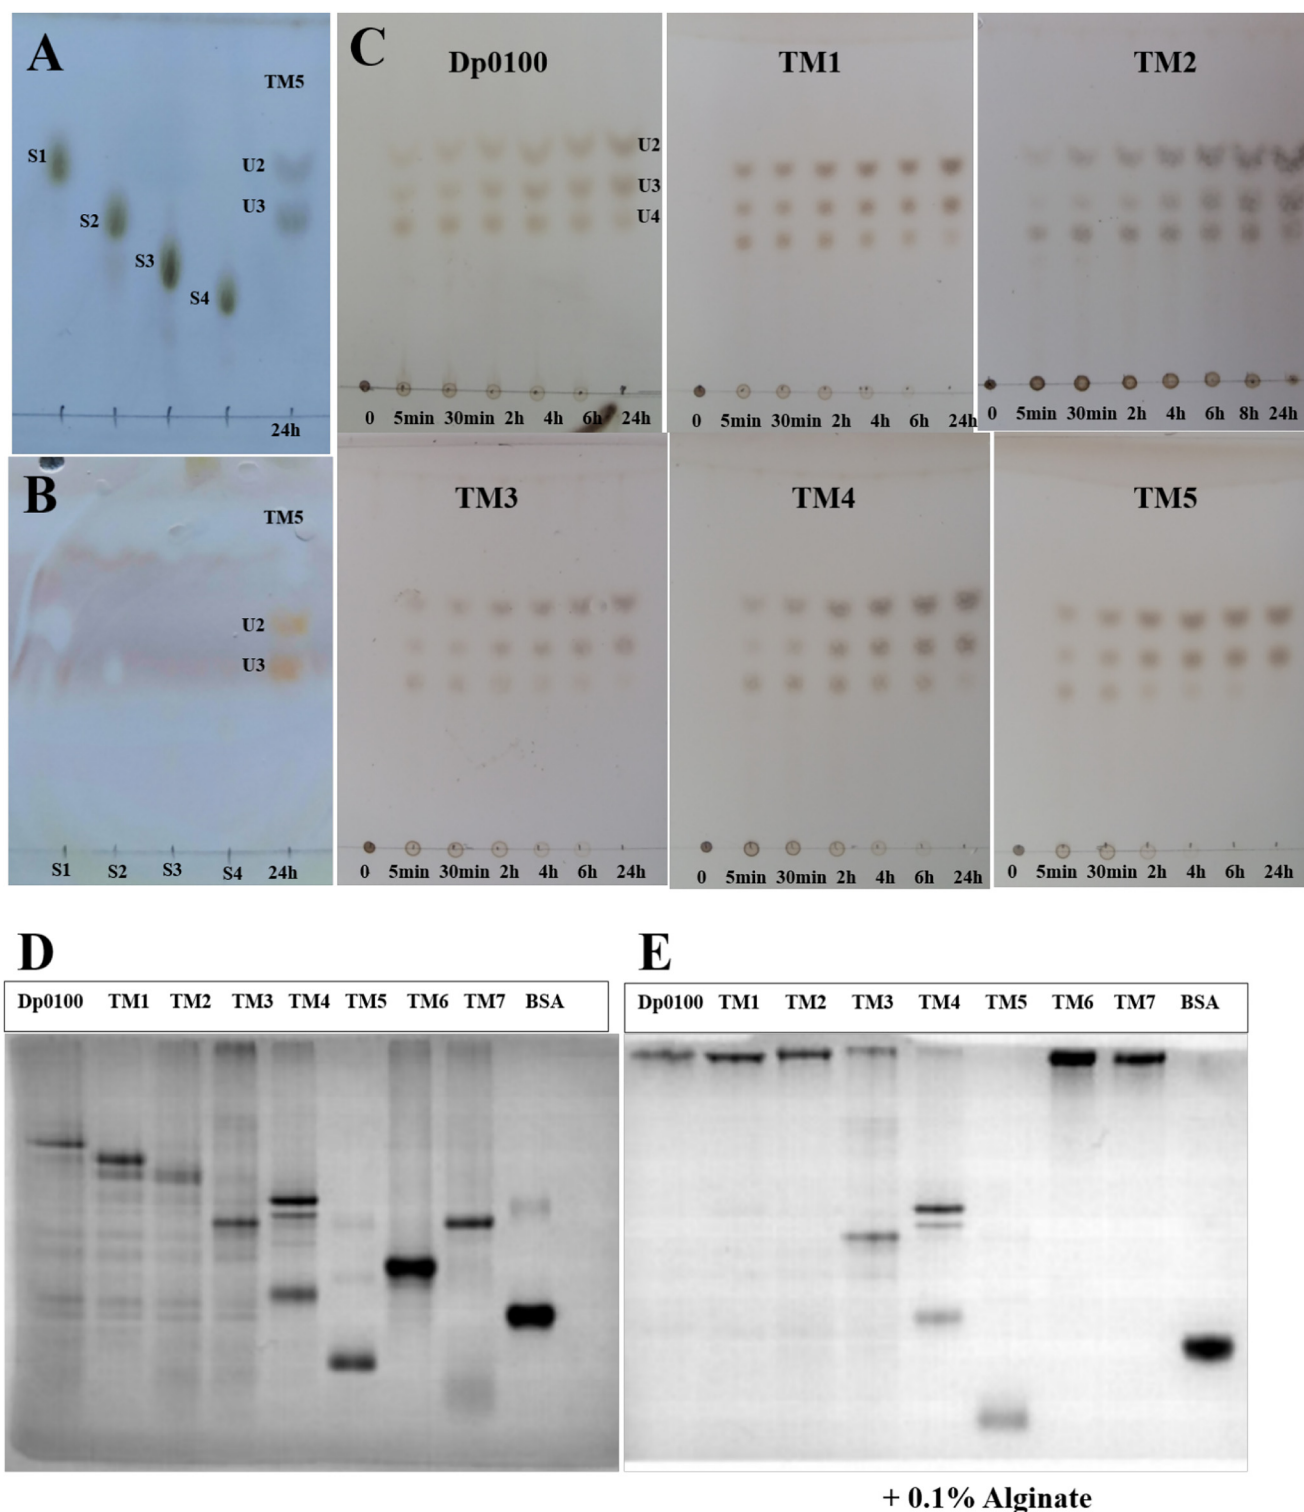 A
TM5
S1
U2
S2
U3
S3
S4
24h
B
TM5
U2
U3
S1 S2 S3 S4 24h
C
Dp0100
U2
U3
U4
0 5min 30min 2h 4h 6h 24h
TM1
0 5min 30min 2h 4h 6h 24h
TM2
0 5min 30min 2h 4h 6h 8h 24h
TM3
0 5min 30min 2h 4h 6h 24h
TM4
0 5min 30min 2h 4h 6h 24h
TM5
0 5min 30min 2h 4h 6h 24h
D
Dp0100 TM1 TM2 TM3 TM4 TM5 TM6 TM7 BSA
E
Dp0100 TM1 TM2 TM3 TM4 TM5 TM6 TM7 BSA
+ 0.1% Alginate